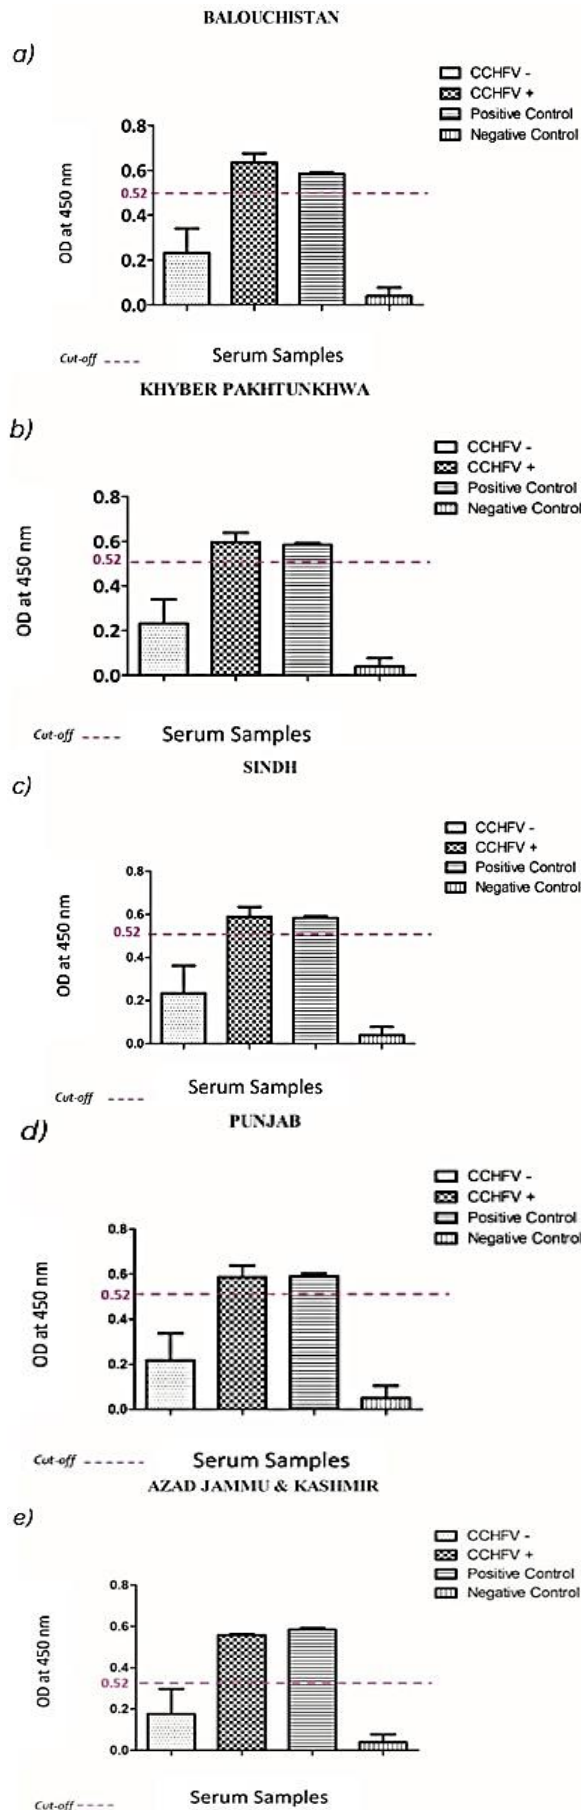 BALOUCHISTAN
a)
CCHFV -
CCHFV +
Positive Control
Negative Control
OD at 450 nm
0.8
0.6
0.52
0.4
0.2
0.0
Cut-off
Serum Samples
KHYBER PAKHTUNKHWA
b)
CCHFV -
CCHFV +
Positive Control
Negative Control
OD at 450 nm
0.8
0.6
0.52
0.4
0.2
0.0
Cut-off
Serum Samples
SINDH
c)
CCHFV -
CCHFV +
Positive Control
Negative Control
OD at 450 nm
0.8
0.6
0.52
0.4
0.2
0.0
Serum Samples
Cut-off
PUNJAB
d)
CCHFV -
CCHFV +
Positive Control
Negative Control
OD at 450 nm
0.8
0.6
0.52
0.4
0.2
0.0
Cut-off
Serum Samples
AZAD JAMMU & KASHMIR
e)
CCHFV -
CCHFV +
Positive Control
Negative Control
OD at 450 nm
0.8
0.6
0.4
0.52
0.2
0.0
Serum Samples
Cut-off